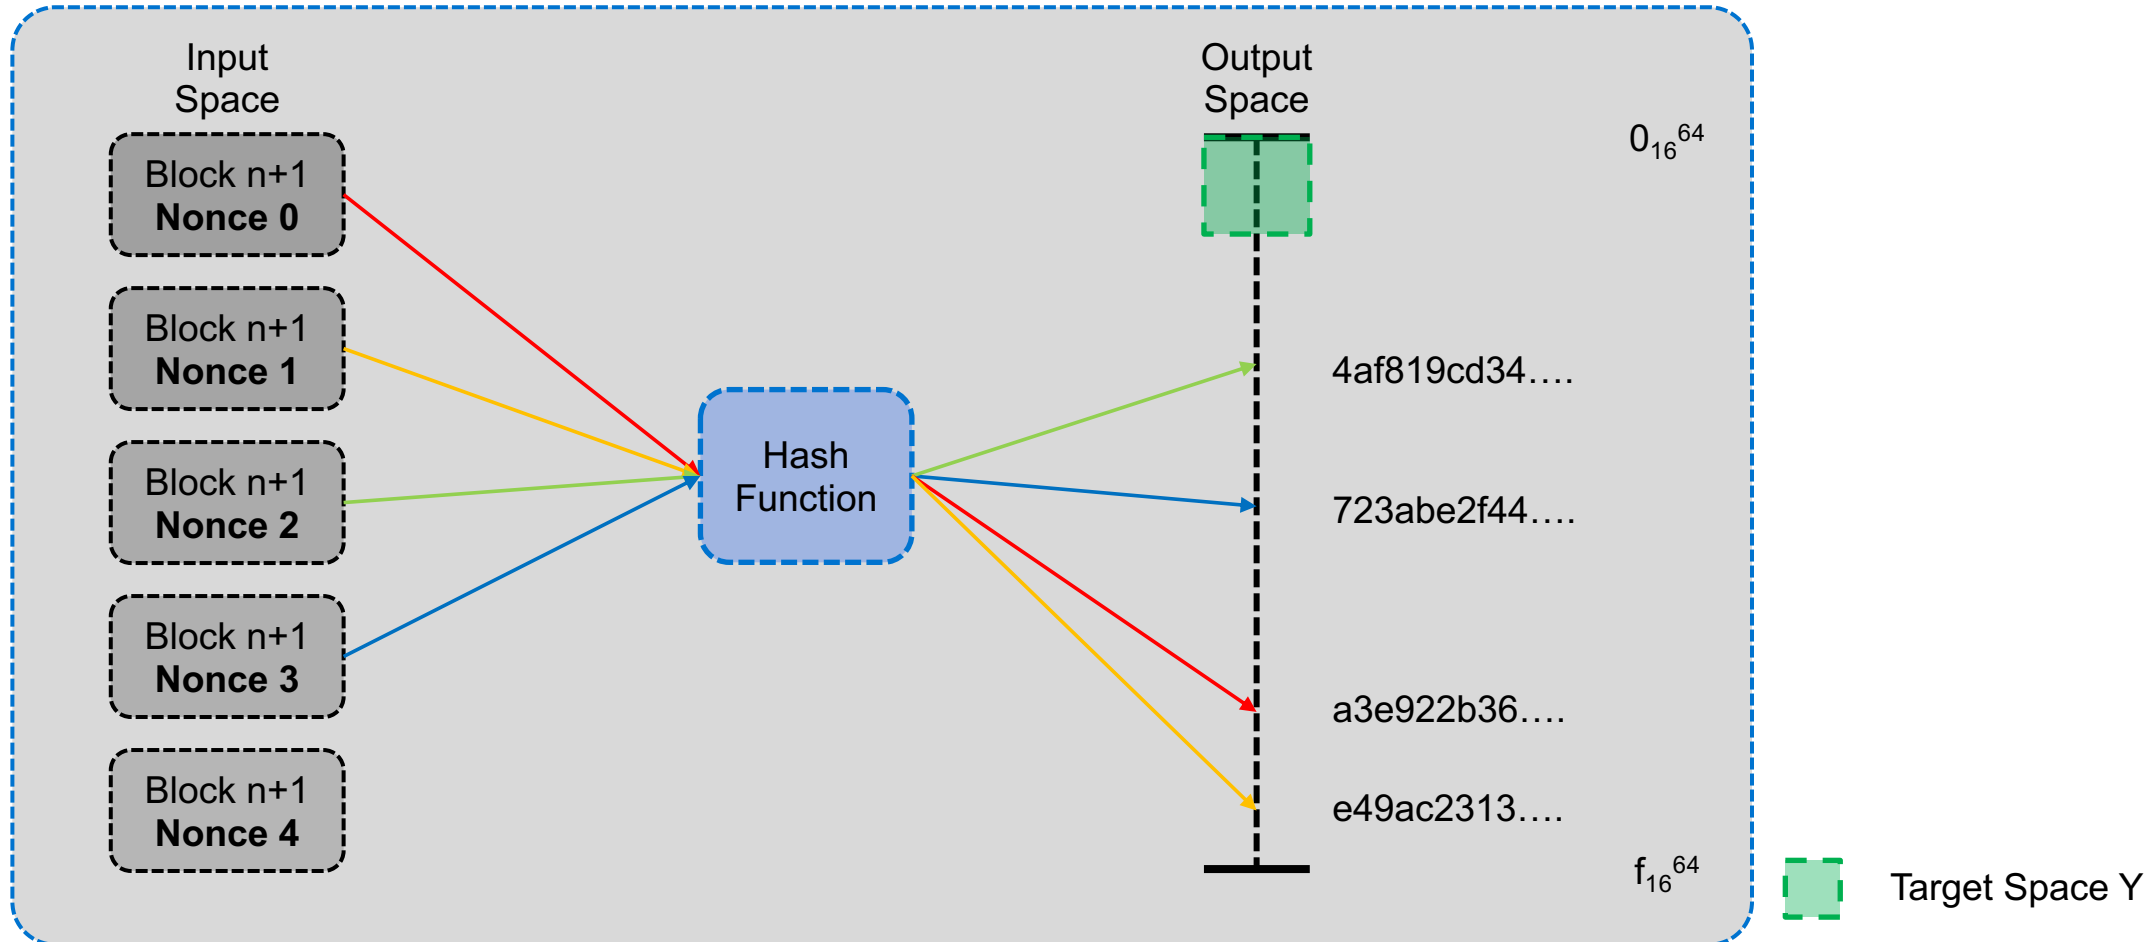 Input
Space
Block n+1
Nonce 0
Block n+1
Nonce 1
Block n+1
Nonce 2
Block n+1
Nonce 3
Block n+1
Nonce 4
Hash
Function
Output
Space
0₁₆⁶⁴
4af819cd34….
723abe2f44….
a3e922b36….
e49ac2313….
f₁₆⁶⁴
Target Space Y